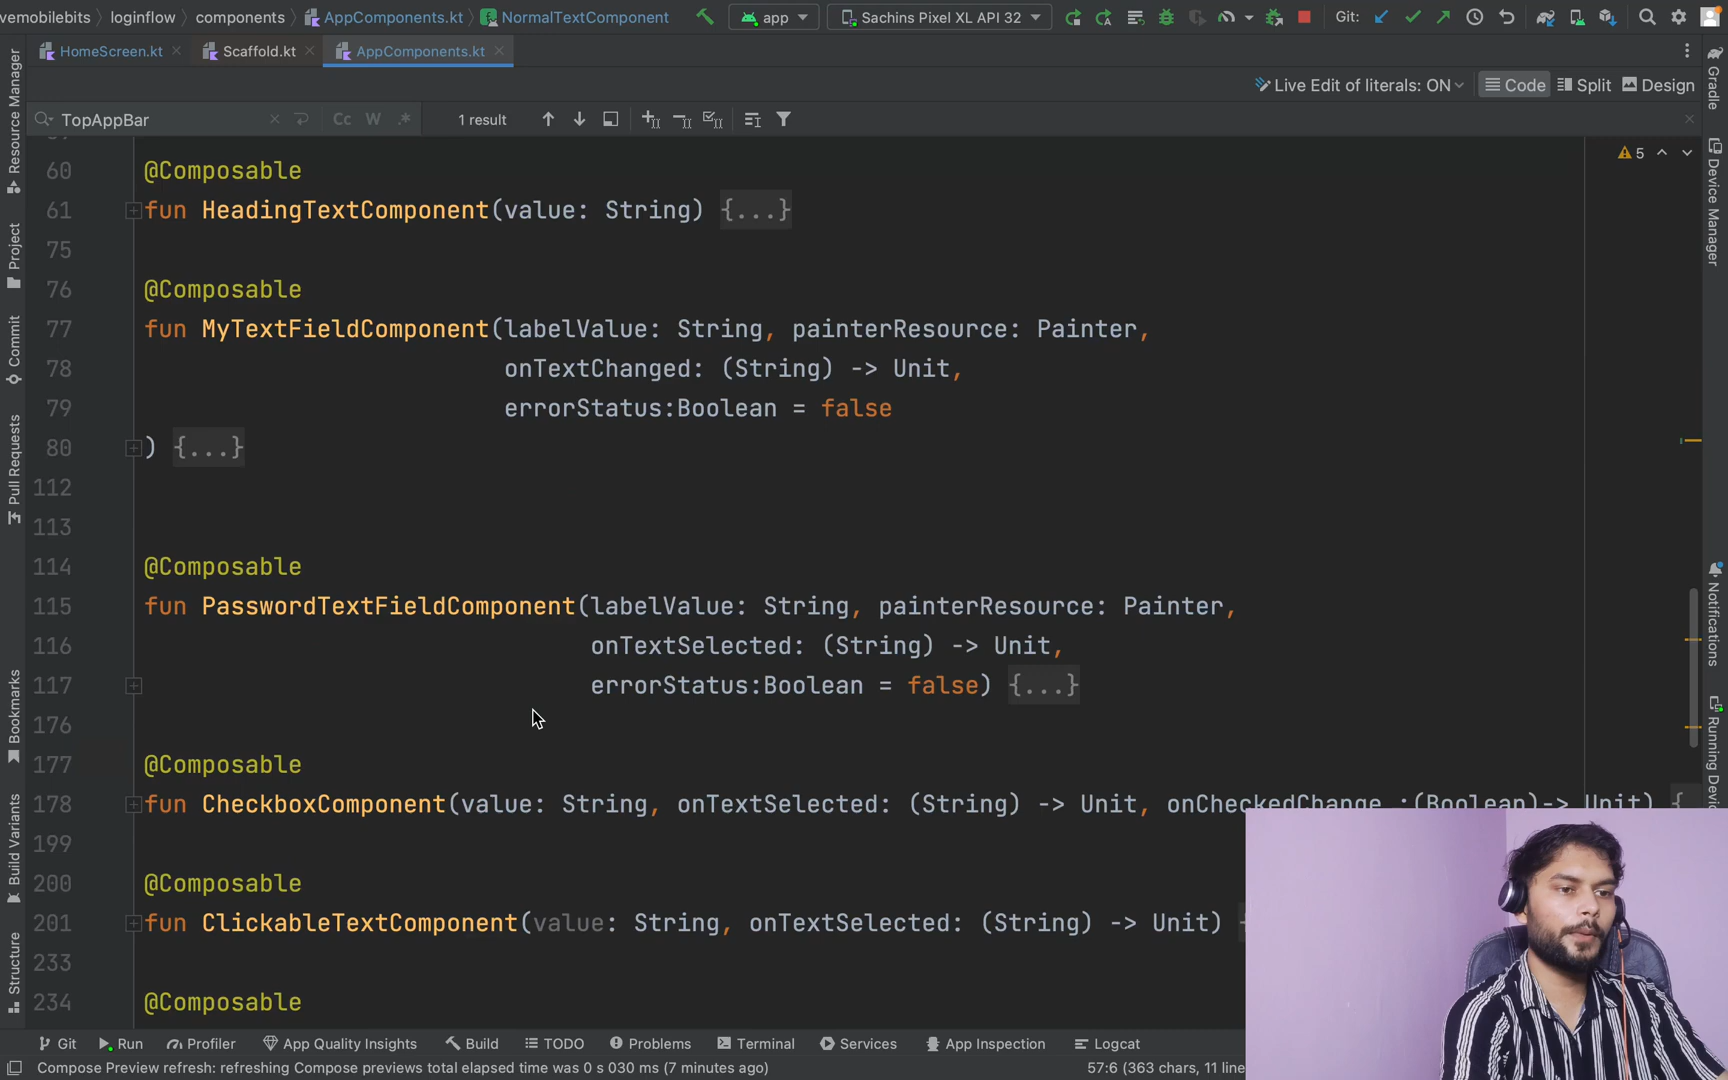 vemobilebits loginflow components AppComponents.kt NormalTextComponent app Sachins Pixel XL API 32 Git:
HomeScreen.kt Scaffold.kt AppComponents.kt
Live Edit of literals: ON Code Split Design
TopAppBar Cc W .* 1 result
5
60 @Composable
61 fun HeadingTextComponent(value: String) {...}
75
76 @Composable
77 fun MyTextFieldComponent(labelValue: String, painterResource: Painter,
78 onTextChanged: (String) -> Unit,
79 errorStatus:Boolean = false
80 ) {...}
112
113
114 @Composable
115 fun PasswordTextFieldComponent(labelValue: String, painterResource: Painter,
116 onTextSelected: (String) -> Unit,
117 errorStatus:Boolean = false) {...}
176
177 @Composable
178 fun CheckboxComponent(value: String, onTextSelected: (String) -> Unit, onCheckedChange :(Boolean)-> Unit) {
199
200 @Composable
201 fun ClickableTextComponent(value: String, onTextSelected: (String) -> Unit) {
233
234 @Composable
Resource Manager
Project
Commit
Pull Requests
Bookmarks
Build Variants
Structure
Gradle
Device Manager
Notifications
Running Devi
Git Run Profiler App Quality Insights Build TODO Problems Terminal Services App Inspection Logcat
Compose Preview refresh: refreshing Compose previews total elapsed time was 0 s 030 ms (7 minutes ago) 57:6 (363 chars, 11 line